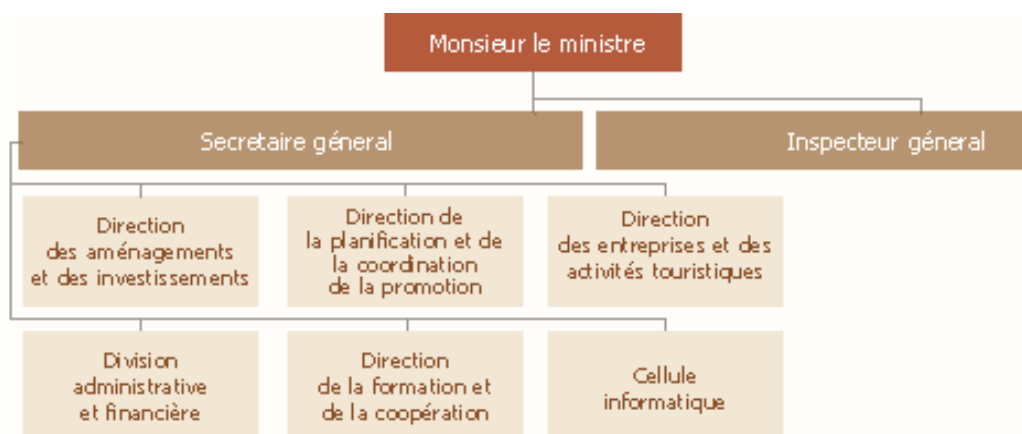 Monsieur le ministre
Secretaire géneral
Inspecteur géneral
Direction
des aménagements
et des investissements
Direction de
la planification et de
la coordination
de la promotion
Direction
des entreprises et des
activités touristiques
Division
administrative
et financière
Direction
de la formation et
de la coopération
Cellule
informatique